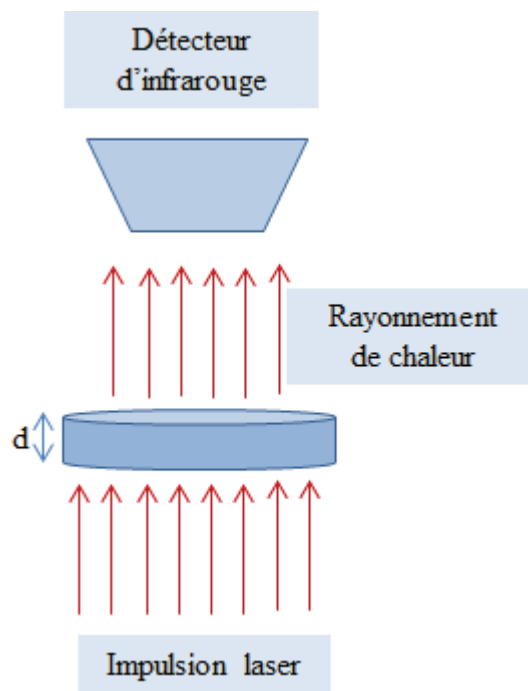 Détecteur
d'infrarouge
Rayonnement
de chaleur
d
Impulsion laser